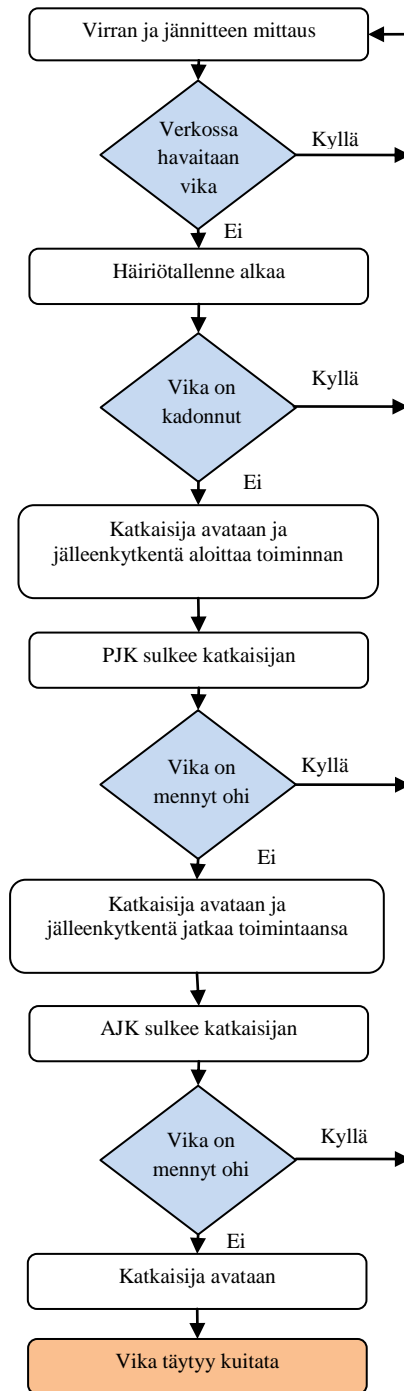 Virran ja jännitteen mittaus
Verkossa
havaitaan
vika
Kyllä
Ei
Häiriötallenne alkaa
Vika on
kadonnut
Kyllä
Ei
Katkaisija avataan ja
jälleenkytkentä aloittaa toiminnan
PJK sulkee katkaisijan
Vika on
mennyt ohi
Kyllä
Ei
Katkaisija avataan ja
jälleenkytkentä jatkaa toimintaansa
AJK sulkee katkaisijan
Vika on
mennyt ohi
Kyllä
Ei
Katkaisija avataan
Vika täytyy kuitata